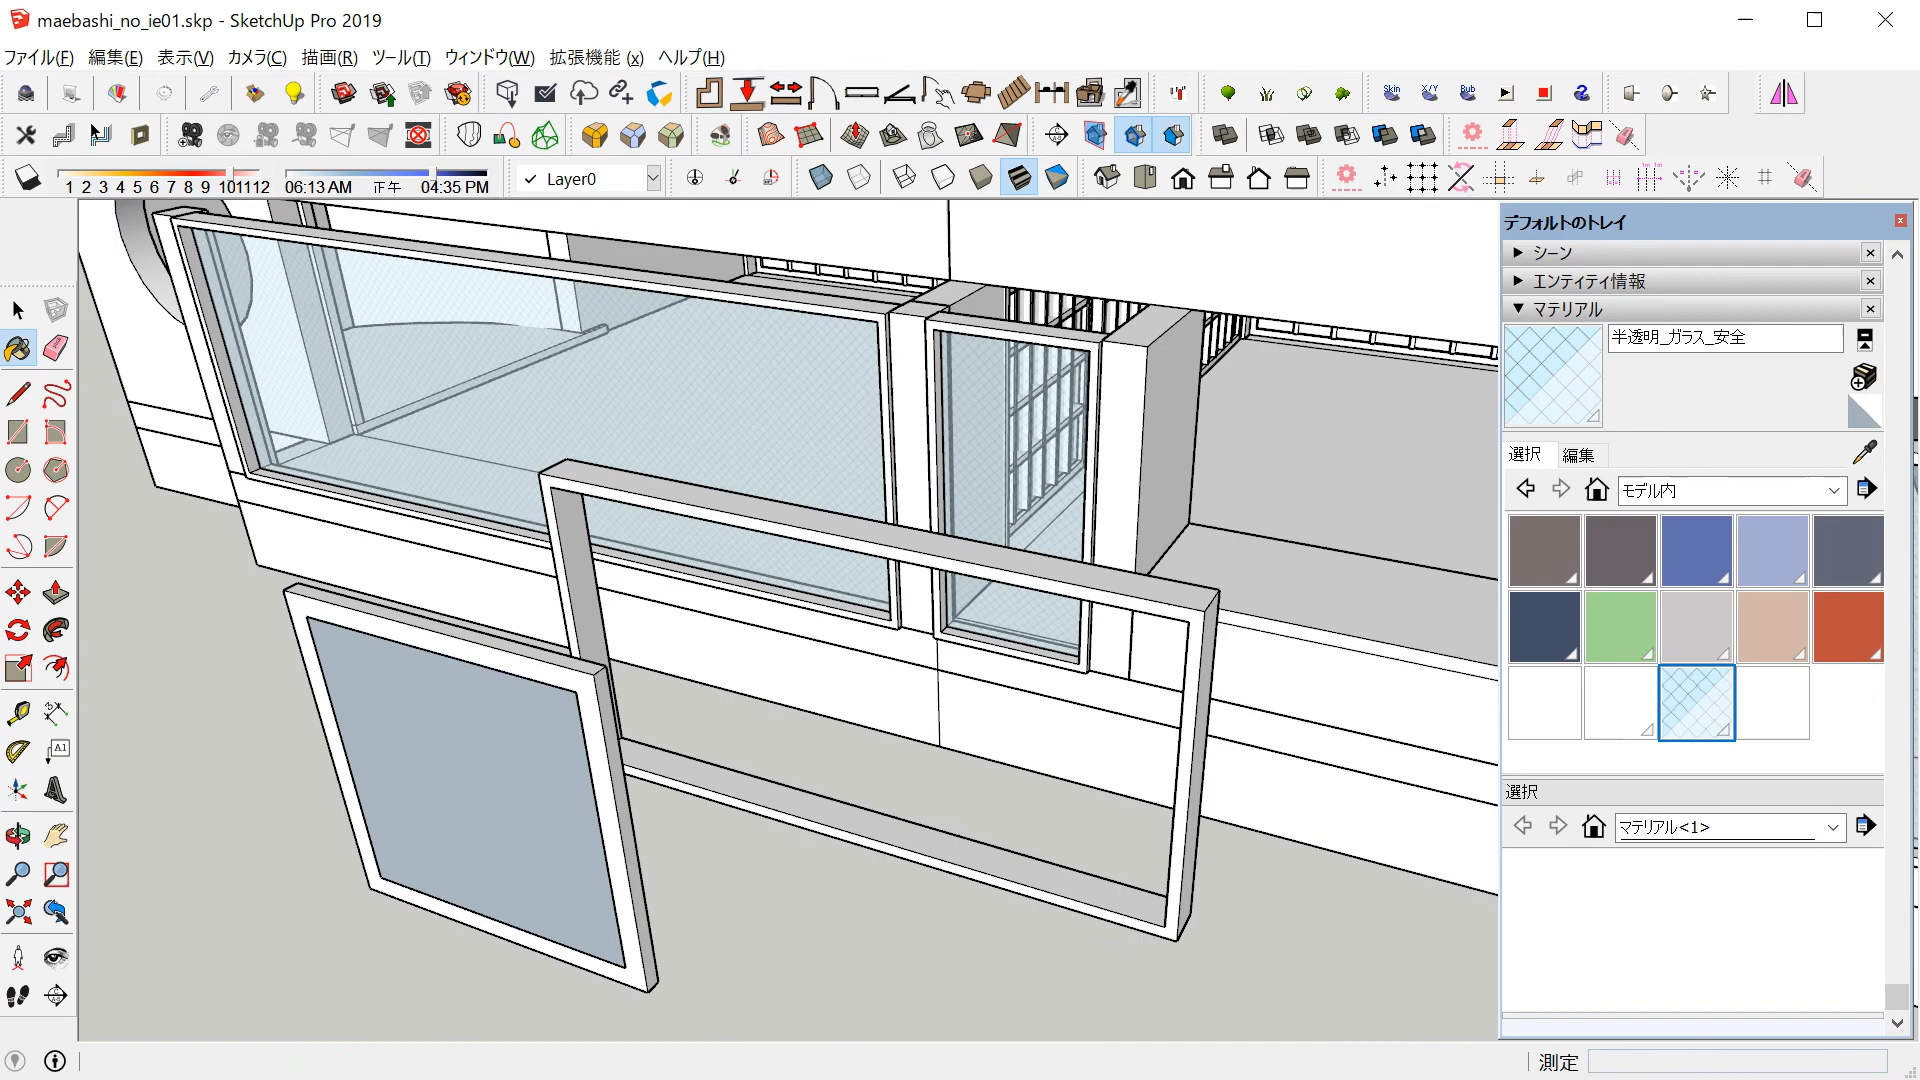 maebashi_no_ie01.skp - SketchUp Pro 2019
ファイル(F) 編集(E) 表示(V) カメラ(C) 描画(R) ツール(T) ウィンドウ(W) 拡張機能 (x) ヘルプ(H)
Skin X/Y Bub
1 2 3 4 5 6 7 8 9 10 11 12 06:13 AM 正午 04:35 PM ✓ Layer0
デフォルトのトレイ
シーン
エンティティ情報
マテリアル
半透明_ガラス_安全
選択 編集
モデル内
選択
マテリアル<1>
A1
測定